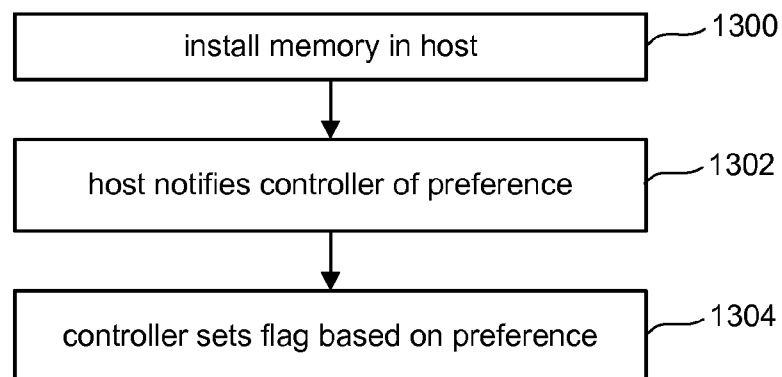 install memory in host
1300
host notifies controller of preference
1302
controller sets flag based on preference
1304